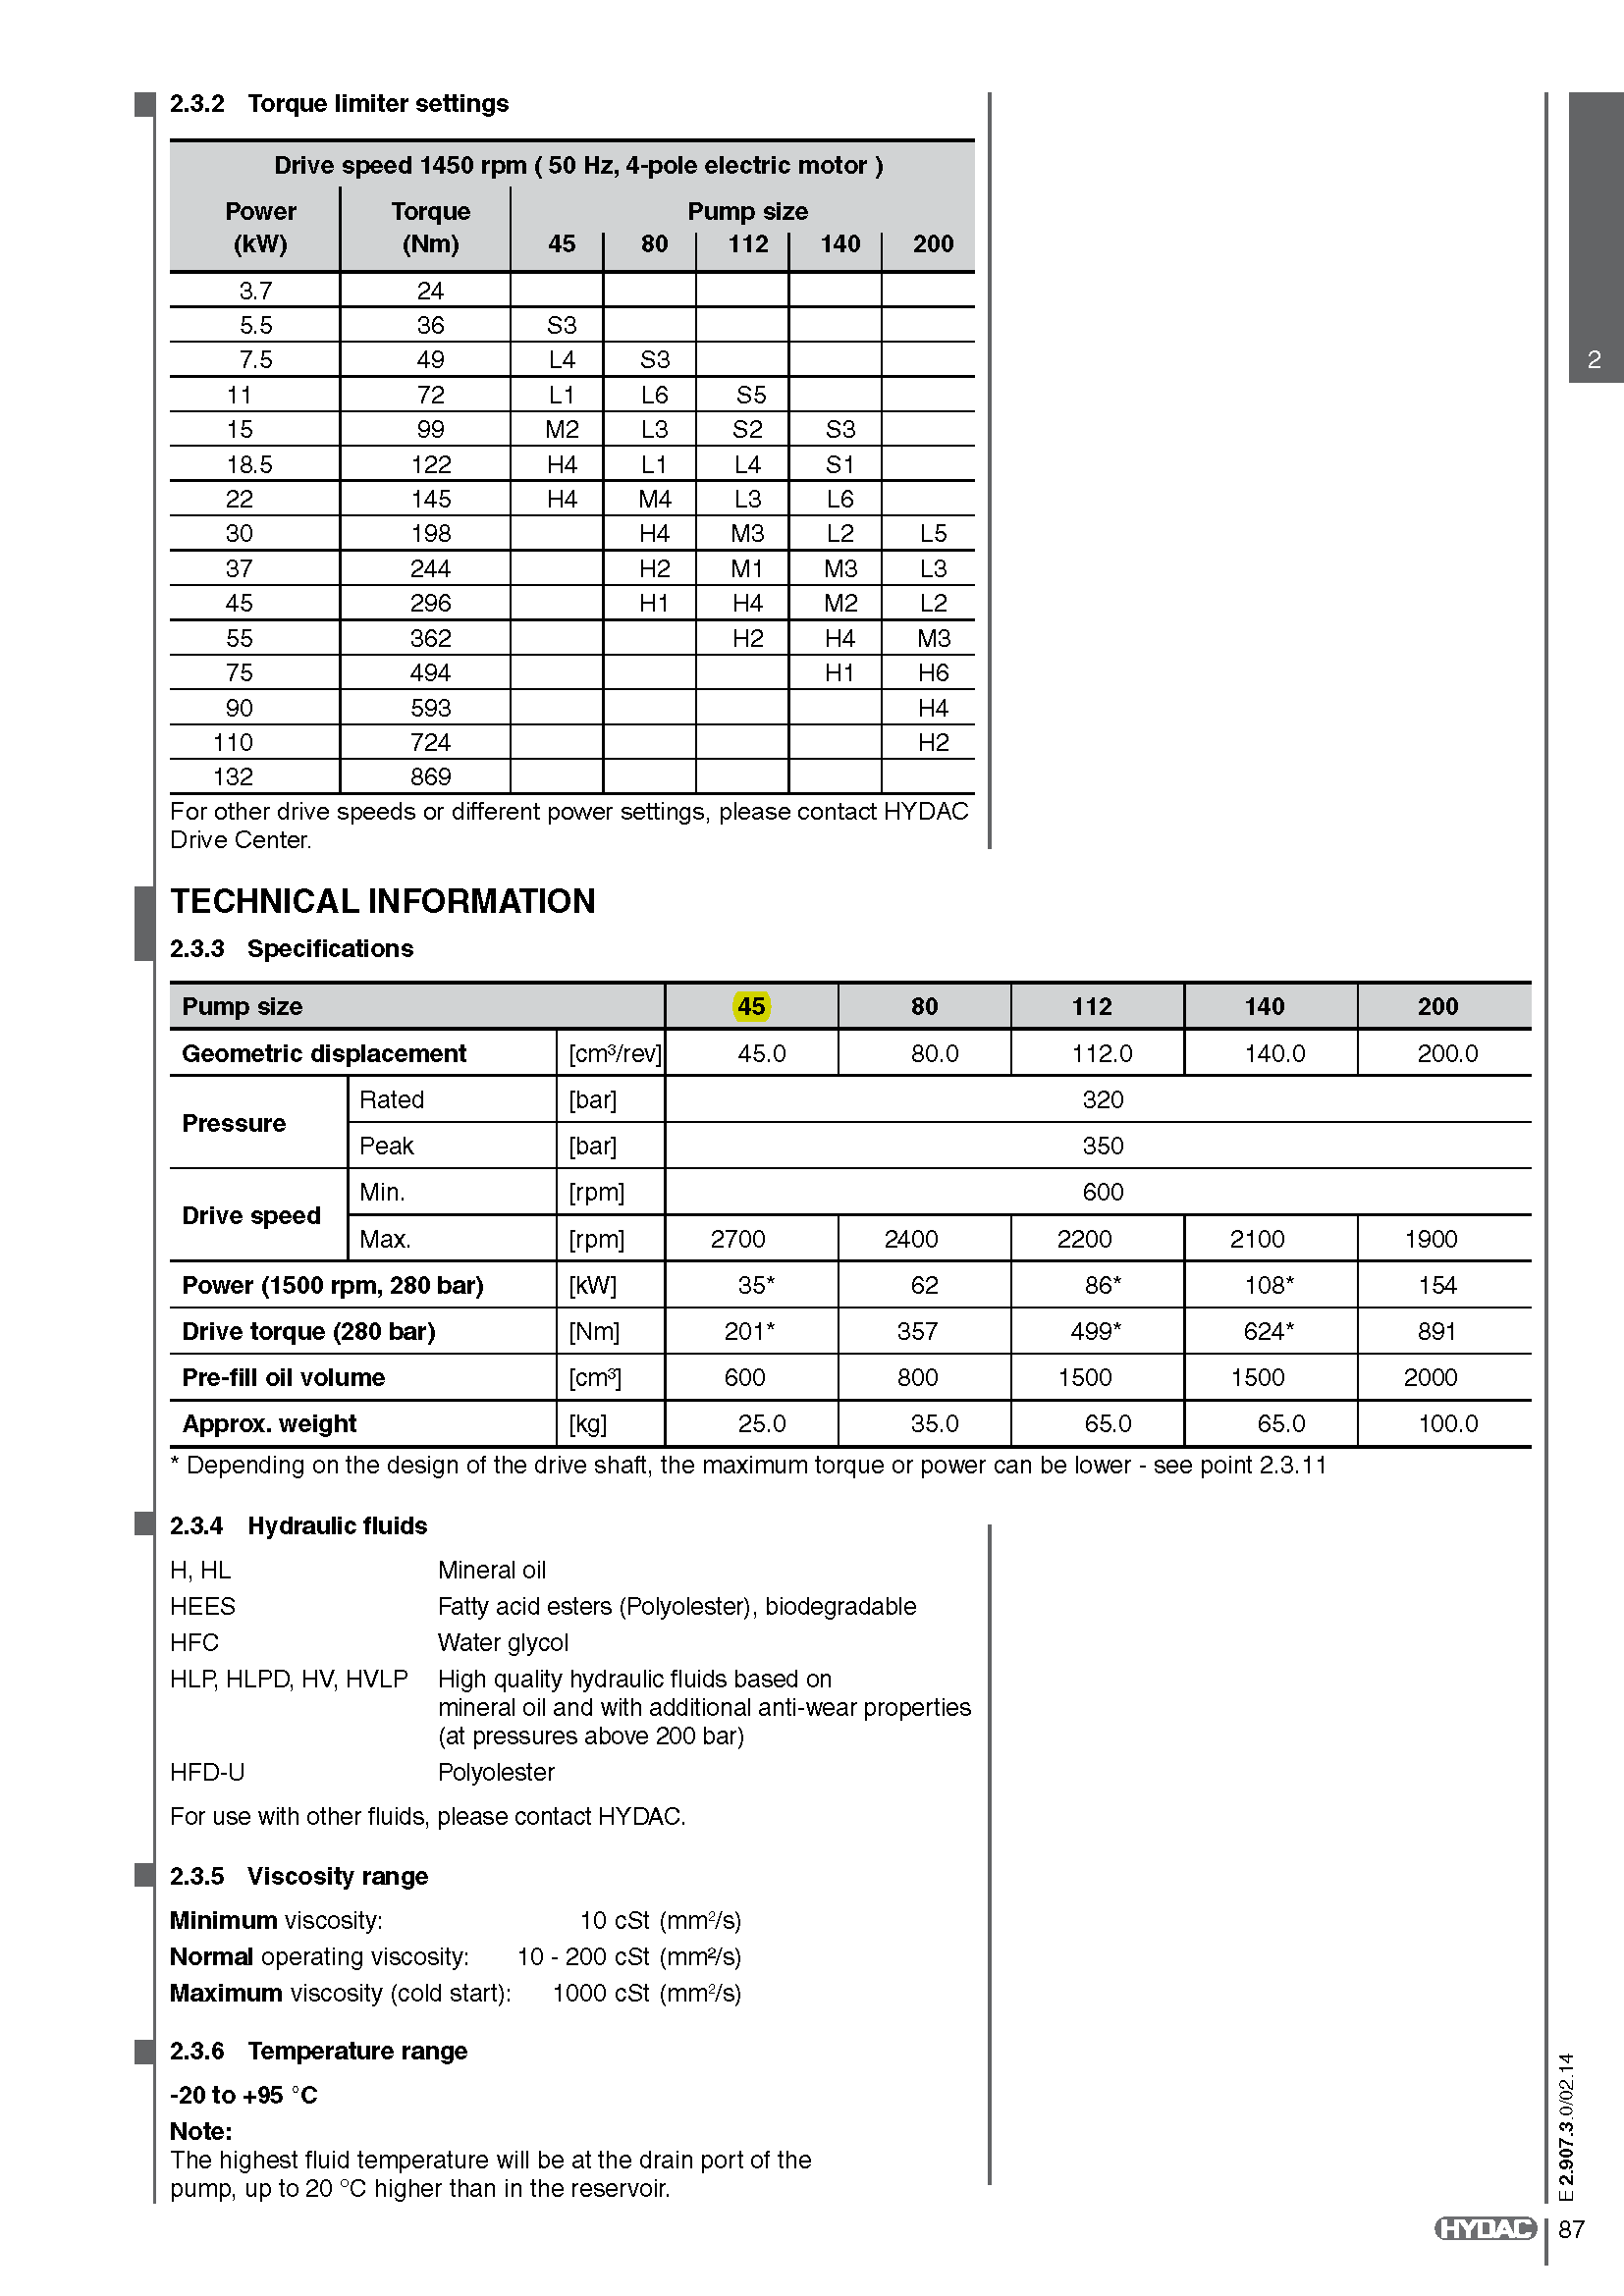 2.3.2 Torque limiter settings
Drive speed 1450 rpm ( 50 Hz, 4-pole electric motor )
Power Torque Pump size
(kW) (Nm) 45 80 112 140 200
3.7 24
5.5 36 S3
7.5 49 L4 S3
11 72 L1 L6 S5
15 99 M2 L3 S2 S3
18.5 122 H4 L1 L4 S1
22 145 H4 M4 L3 L6
30 198 H4 M3 L2 L5
37 244 H2 M1 M3 L3
45 296 H1 H4 M2 L2
55 362 H2 H4 M3
75 494 H1 H6
90 593 H4
110 724 H2
132 869
For other drive speeds or different power settings, please contact HYDAC
Drive Center.
2
TECHNICAL INFORMATION
2.3.3 Specifications
Pump size 45 80 112 140 200
Geometric displacement [cm³/rev] 45.0 80.0 112.0 140.0 200.0
Pressure Rated [bar] 320
Peak [bar] 350
Drive speed Min. [rpm] 600
Max. [rpm] 2700 2400 2200 2100 1900
Power (1500 rpm, 280 bar) [kW] 35* 62 86* 108* 154
Drive torque (280 bar) [Nm] 201* 357 499* 624* 891
Pre-fill oil volume [cm³] 600 800 1500 1500 2000
Approx. weight [kg] 25.0 35.0 65.0 65.0 100.0
* Depending on the design of the drive shaft, the maximum torque or power can be lower - see point 2.3.11
2.3.4 Hydraulic fluids
H, HL Mineral oil
HEES Fatty acid esters (Polyolester), biodegradable
HFC Water glycol
HLP, HLPD, HV, HVLP High quality hydraulic fluids based on
mineral oil and with additional anti-wear properties
(at pressures above 200 bar)
HFD-U Polyolester
For use with other fluids, please contact HYDAC.
2.3.5 Viscosity range
Minimum viscosity: 10 cSt (mm²/s)
Normal operating viscosity: 10 - 200 cSt (mm²/s)
Maximum viscosity (cold start): 1000 cSt (mm²/s)
2.3.6 Temperature range
-20 to +95 °C
Note:
The highest fluid temperature will be at the drain port of the
pump, up to 20 °C higher than in the reservoir.
E 2.907.3.0/02.14
HYDAC 87